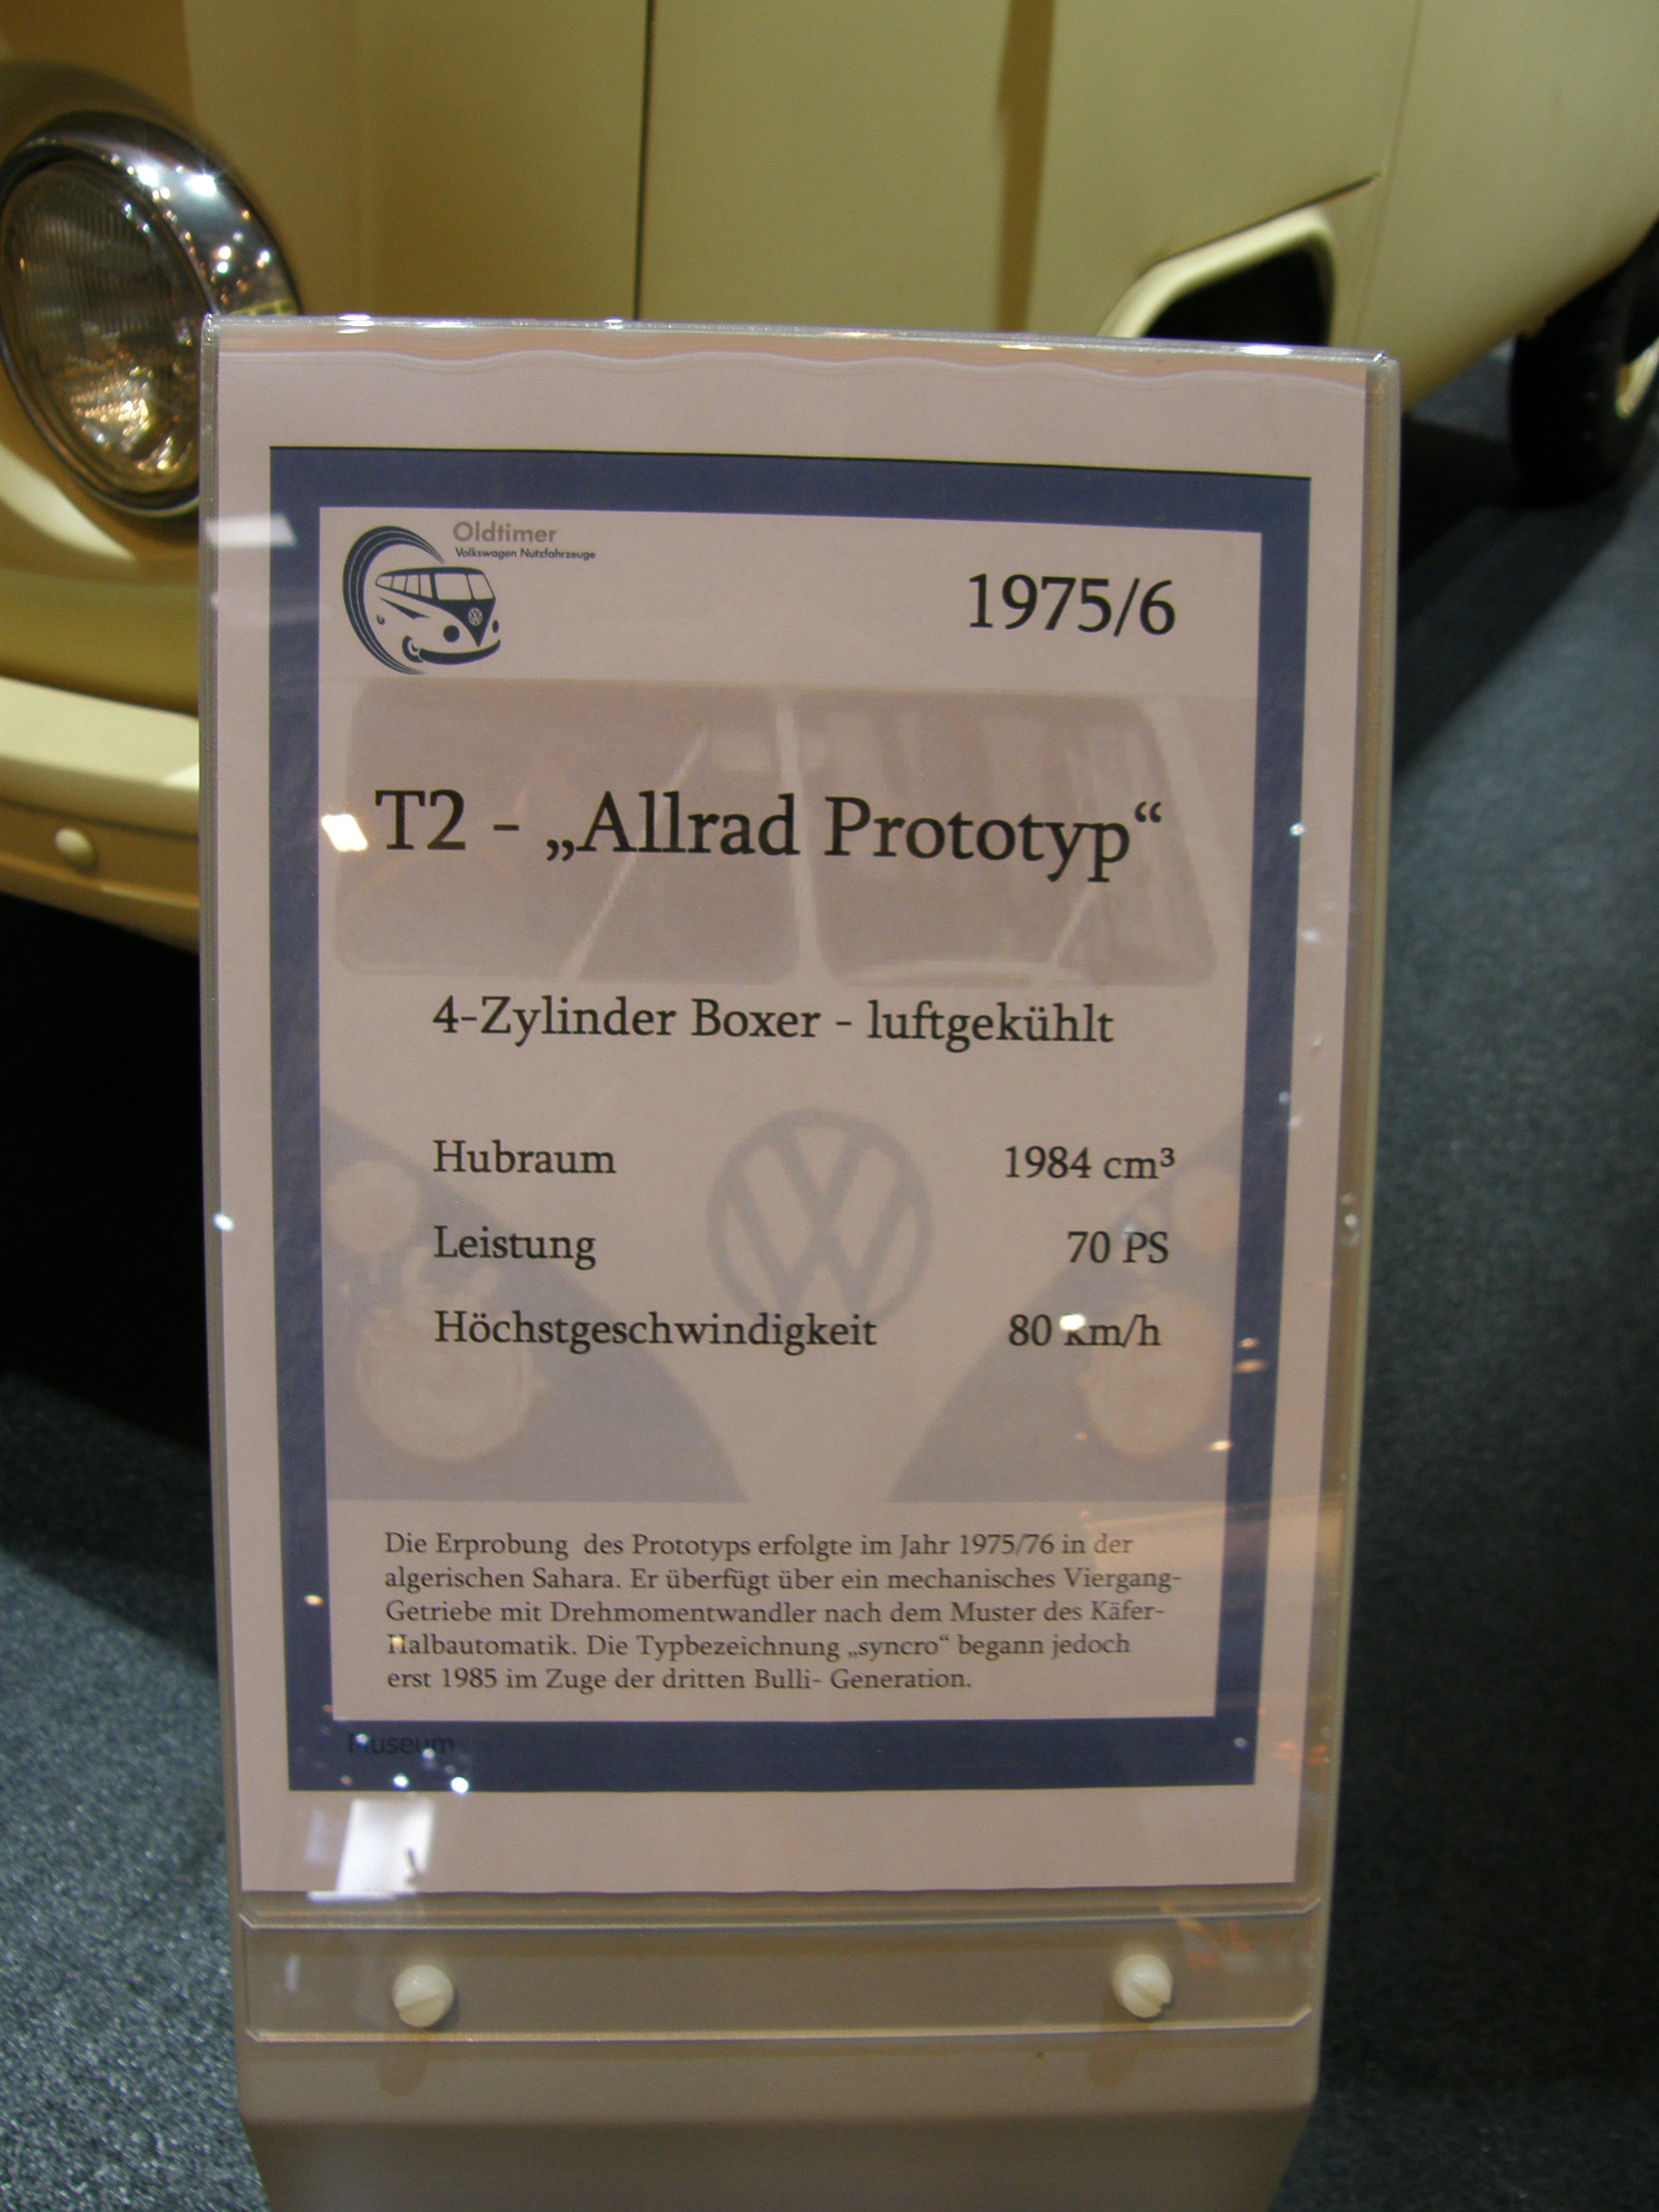 Oldtimer
Volkswagen Nutzfahrzeuge
1975/6
T2 - „Allrad Prototyp“
4-Zylinder Boxer - luftgekühlt
Hubraum 1984 cm³
Leistung 70 PS
Höchstgeschwindigkeit 80 km/h
Die Erprobung des Prototyps erfolgte im Jahr 1975/76 in der
algerischen Sahara. Er überfügt über ein mechanisches Viergang-
Getriebe mit Drehmomentwandler nach dem Muster des Käfer-
Halbautomatik. Die Typbezeichnung „syncro“ begann jedoch
erst 1985 im Zuge der dritten Bulli- Generation.
Museum